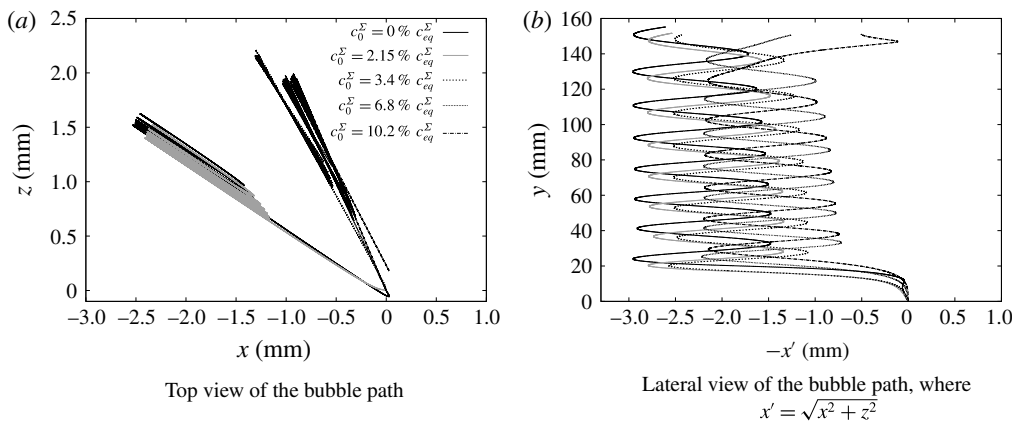 (a)
2.5
2.0
1.5
1.0
0.5
0
z (mm)
c_0^Σ = 0 % c_eq^Σ
c_0^Σ = 2.15 % c_eq^Σ
c_0^Σ = 3.4 % c_eq^Σ
c_0^Σ = 6.8 % c_eq^Σ
c_0^Σ = 10.2 % c_eq^Σ
−3.0 −2.5 −2.0 −1.5 −1.0 −0.5 0 0.5 1.0
x (mm)
Top view of the bubble path
(b)
160
140
120
100
80
60
40
20
0
y (mm)
−3.0 −2.5 −2.0 −1.5 −1.0 −0.5 0 0.5 1.0
−x′ (mm)
Lateral view of the bubble path, where
x′ = √x² + z²